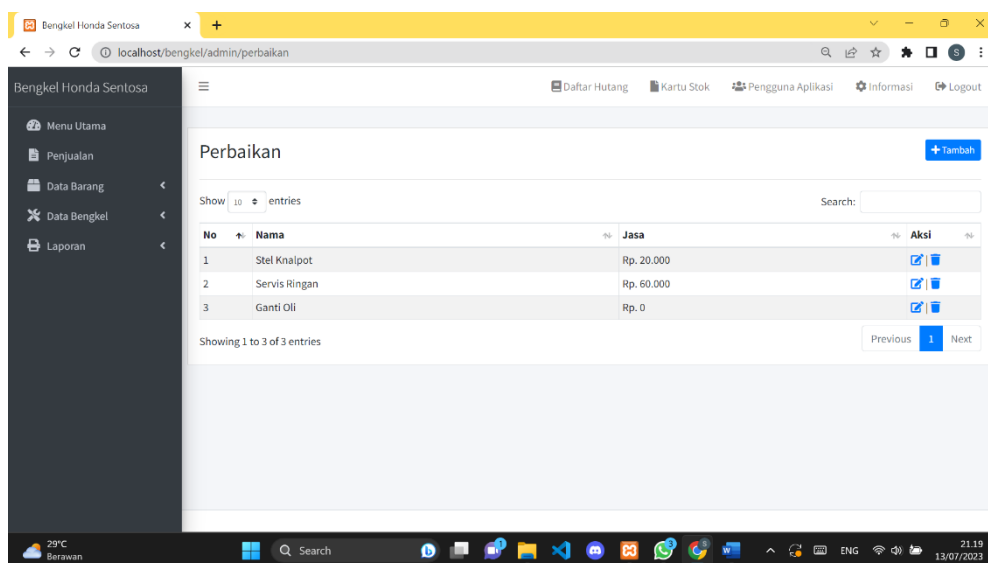 Bengkel Honda Sentosa
localhost/bengkel/admin/perbaikan
S
Bengkel Honda Sentosa
Daftar Hutang Kartu Stok Pengguna Aplikasi Informasi Logout
Menu Utama
Penjualan
Data Barang
Data Bengkel
Laporan
Perbaikan
Tambah
Show 10 entries
Search:
No Nama Jasa Aksi
1 Stel Knalpot Rp. 20.000 |
2 Servis Ringan Rp. 60.000 |
3 Ganti Oli Rp. 0 |
Showing 1 to 3 of 3 entries
Previous 1 Next
29°C
Berawan
Search
ENG
21.19
13/07/2023